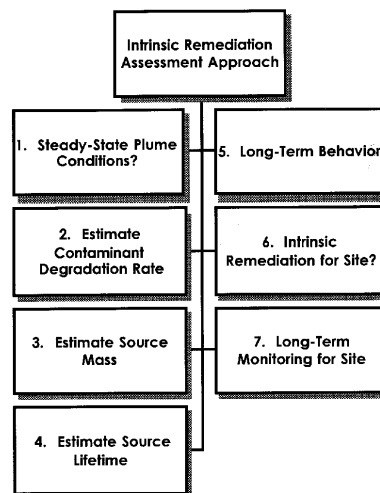 Intrinsic Remediation
Assessment Approach
1. Steady-State Plume
Conditions?
2. Estimate
Contaminant
Degradation Rate
3. Estimate Source
Mass
4. Estimate Source
Lifetime
5. Long-Term Behavior
6. Intrinsic
Remediation for Site?
7. Long-Term
Monitoring for Site